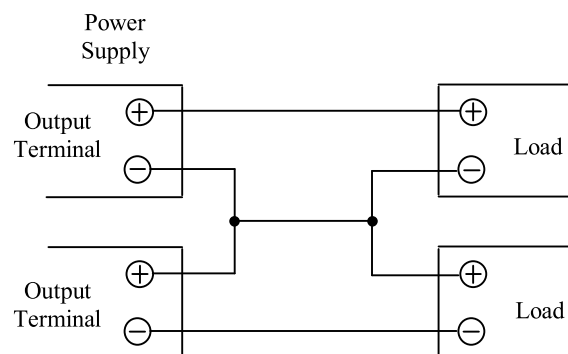 Power
Supply
Output
Terminal
+
−
+
−
Load
Output
Terminal
+
−
+
−
Load